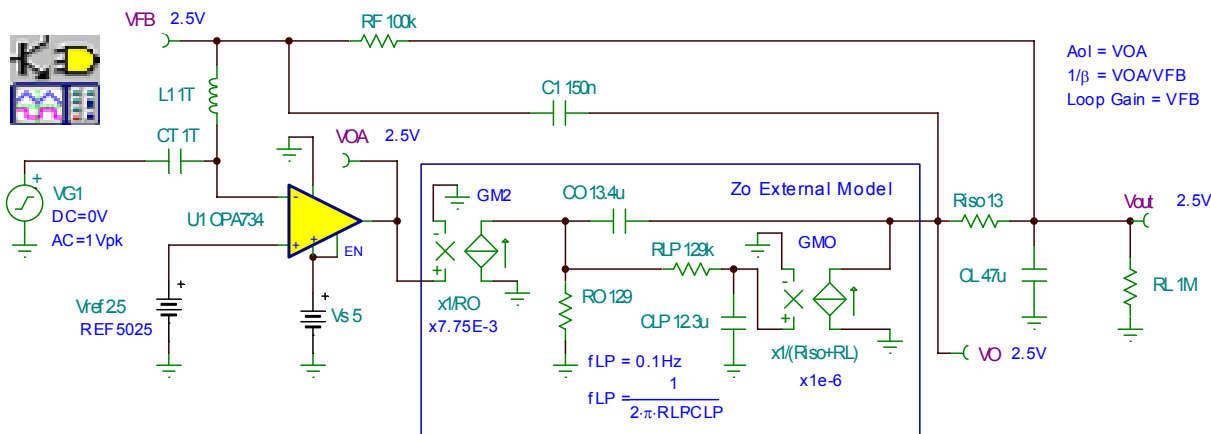 VFB 2.5V
RF 100k
Aol = VOA
1/β = VOA/VFB
Loop Gain = VFB
L1 1T
C1 150n
CT 1T
VOA 2.5V
+
VG1
DC=0V
AC=1Vpk
-
+
+
U1 OPA734
EN
Zo External Model
GM2
CO 13.4u
-
+
x1/RO
x7.75E-3
RLP 129k
GMO
-
+
RO 129
CLP 12.3u
x1/(Riso+RL)
x1e-6
fLP = 0.1Hz
fLP = 1
2·π·RLPCLP
Riso 13
Vout 2.5V
CL 47u
RL 1M
VO 2.5V
+
Vref 2.5
REF5025
+
Vs 5